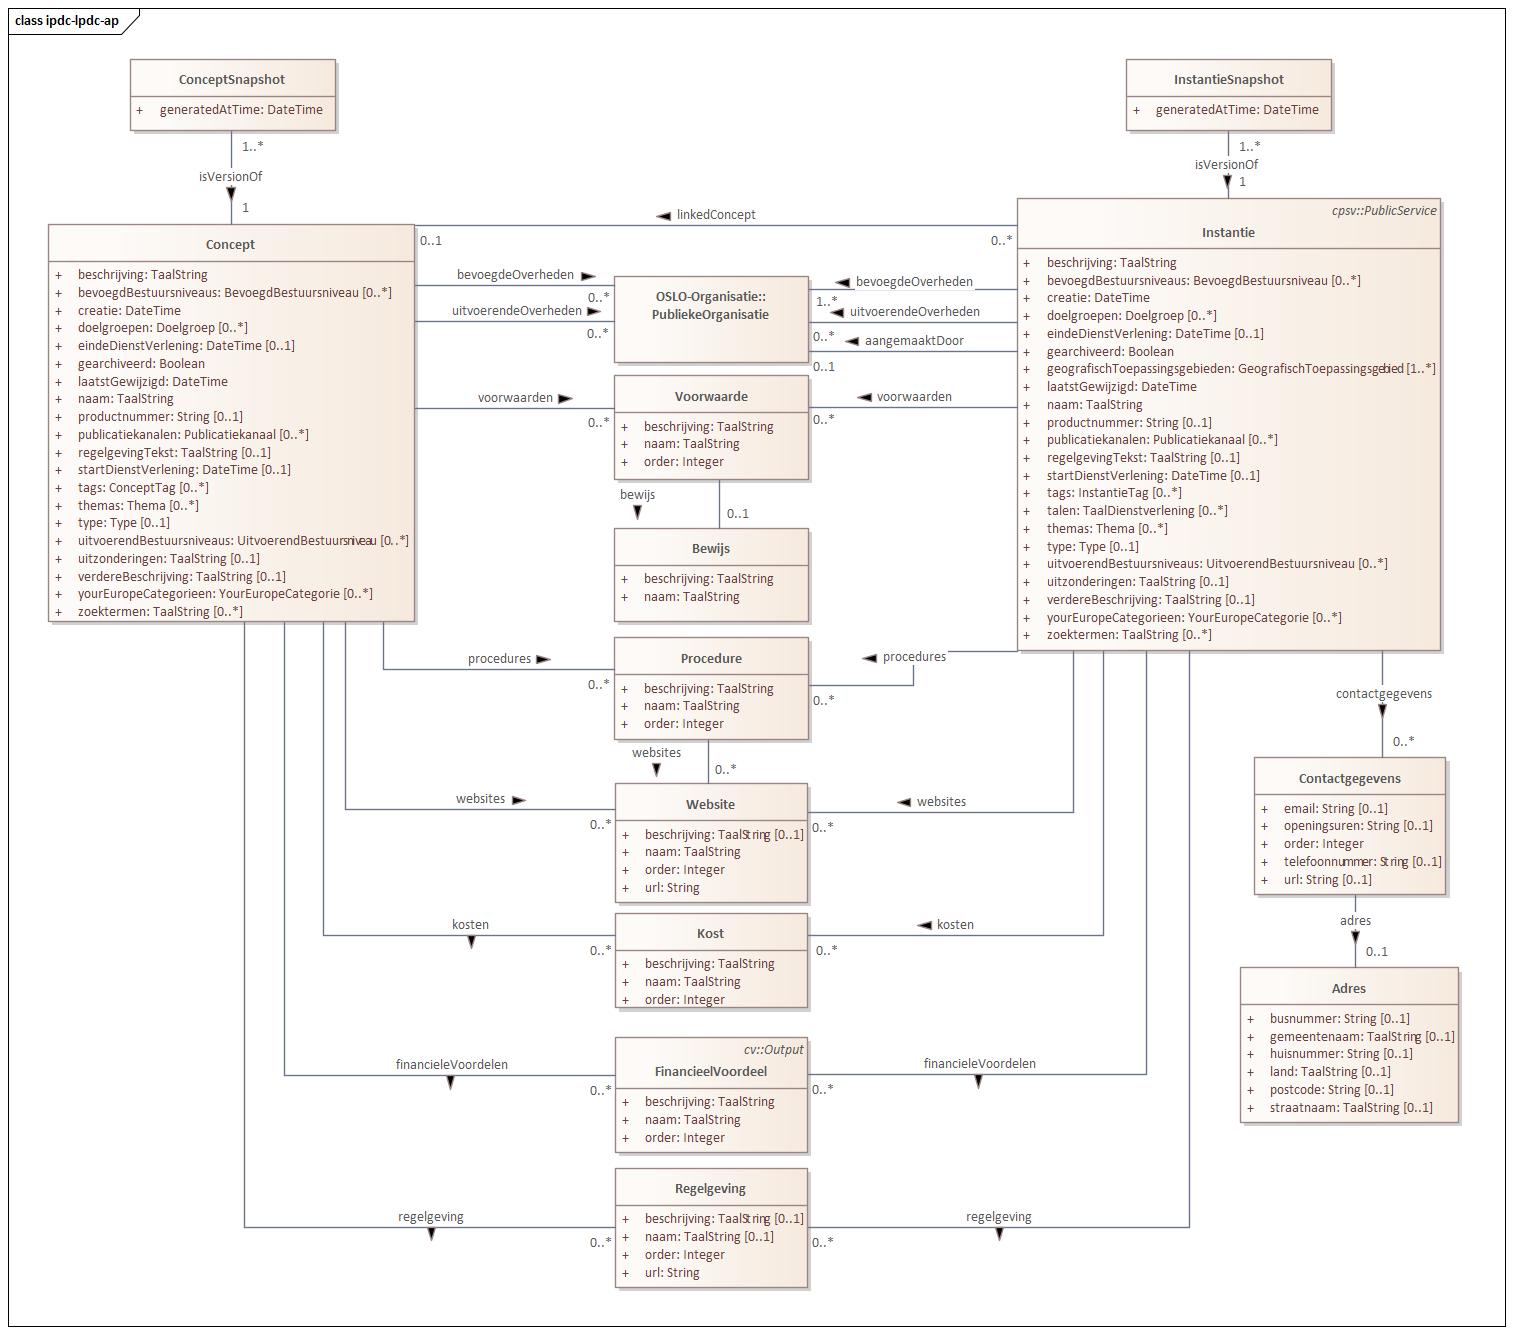 class ipdc-lpdc-ap
ConceptSnapshot
+ generatedAtTime: DateTime
1..*
isVersionOf
1
InstantieSnapshot
+ generatedAtTime: DateTime
1..*
isVersionOf
1
linkedConcept
0..1
0..*
Concept
+ beschrijving: TaalString
+ bevoegdBestuursniveaus: BevoegdBestuursniveau [0..*]
+ creatie: DateTime
+ doelgroepen: Doelgroep [0..*]
+ eindeDienstVerlening: DateTime [0..1]
+ gearchiveerd: Boolean
+ laatstGewijzigd: DateTime
+ naam: TaalString
+ productnummer: String [0..1]
+ publicatiekanalen: Publicatiekanaal [0..*]
+ regelgevingTekst: TaalString [0..1]
+ startDienstVerlening: DateTime [0..1]
+ tags: ConceptTag [0..*]
+ themas: Thema [0..*]
+ type: Type [0..1]
+ uitvoerendBestuursniveaus: UitvoerendBestuursniveau [0..*]
+ uitzonderingen: TaalString [0..1]
+ verdereBeschrijving: TaalString [0..1]
+ yourEuropeCategorieen: YourEuropeCategorie [0..*]
+ zoektermen: TaalString [0..*]
bevoegdeOverheden
0..*
uitvoerendeOverheden
0..*
OSLO-Organisatie::
PubliekeOrganisatie
bevoegdeOverheden
1..*
uitvoerendeOverheden
0..*
aangemaaktDoor
0..1
cpsv::PublicService
Instantie
+ beschrijving: TaalString
+ bevoegdBestuursniveaus: BevoegdBestuursniveau [0..*]
+ creatie: DateTime
+ doelgroepen: Doelgroep [0..*]
+ eindeDienstVerlening: DateTime [0..1]
+ gearchiveerd: Boolean
+ geografischToepassingsgebieden: GeografischToepassingsgebied [1..*]
+ laatstGewijzigd: DateTime
+ naam: TaalString
+ productnummer: String [0..1]
+ publicatiekanalen: Publicatiekanaal [0..*]
+ regelgevingTekst: TaalString [0..1]
+ startDienstVerlening: DateTime [0..1]
+ tags: InstantieTag [0..*]
+ talen: TaalDienstverlening [0..*]
+ themas: Thema [0..*]
+ type: Type [0..1]
+ uitvoerendBestuursniveaus: UitvoerendBestuursniveau [0..*]
+ uitzonderingen: TaalString [0..1]
+ verdereBeschrijving: TaalString [0..1]
+ yourEuropeCategorieen: YourEuropeCategorie [0..*]
+ zoektermen: TaalString [0..*]
voorwaarden
0..*
Voorwaarde
+ beschrijving: TaalString
+ naam: TaalString
+ order: Integer
voorwaarden
0..*
bewijs
0..1
Bewijs
+ beschrijving: TaalString
+ naam: TaalString
procedures
0..*
Procedure
+ beschrijving: TaalString
+ naam: TaalString
+ order: Integer
procedures
0..*
websites
0..*
websites
0..*
Website
+ beschrijving: TaalString [0..1]
+ naam: TaalString
+ order: Integer
+ url: String
websites
0..*
contactgegevens
0..*
Contactgegevens
+ email: String [0..1]
+ openingsuren: String [0..1]
+ order: Integer
+ telefoonnummer: String [0..1]
+ url: String [0..1]
adres
0..1
Adres
+ busnummer: String [0..1]
+ gemeentenaam: TaalString [0..1]
+ huisnummer: String [0..1]
+ land: TaalString [0..1]
+ postcode: String [0..1]
+ straatnaam: TaalString [0..1]
kosten
0..*
Kost
+ beschrijving: TaalString
+ naam: TaalString
+ order: Integer
kosten
0..*
financieleVoordelen
0..*
cv::Output
FinancieelVoordeel
+ beschrijving: TaalString
+ naam: TaalString
+ order: Integer
financieleVoordelen
0..*
regelgeving
0..*
Regelgeving
+ beschrijving: TaalString [0..1]
+ naam: TaalString [0..1]
+ order: Integer
+ url: String
regelgeving
0..*